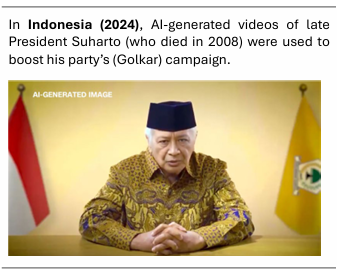 In Indonesia (2024), AI-generated videos of late
President Suharto (who died in 2008) were used to
boost his party's (Golkar) campaign.
AI-GENERATED IMAGE